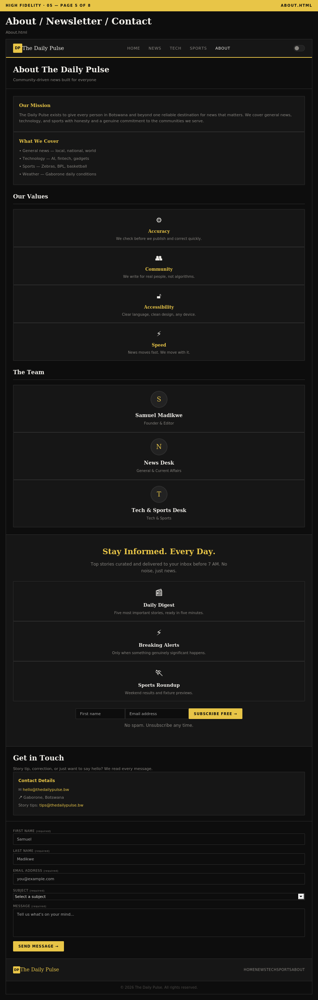 HIGH FIDELITY · 05 — PAGE 5 OF 8
ABOUT.HTML
About / Newsletter / Contact
About.html
DP The Daily Pulse
HOME NEWS TECH SPORTS ABOUT
About The Daily Pulse
Community-driven news built for everyone
Our Mission
The Daily Pulse exists to give every person in Botswana and beyond one reliable destination for news that matters. We cover general news,
technology, and sports with honesty and a genuine commitment to the communities we serve.
What We Cover
• General news — local, national, world
• Technology — AI, fintech, gadgets
• Sports — Zebras, BPL, basketball
• Weather — Gaborone daily conditions
Our Values
Accuracy
We check before we publish and correct quickly.
Community
We write for real people, not algorithms.
Accessibility
Clear language, clean design, any device.
Speed
News moves fast. We move with it.
The Team
S
Samuel Madikwe
Founder & Editor
N
News Desk
General & Current Affairs
T
Tech & Sports Desk
Tech & Sports
Stay Informed. Every Day.
Top stories curated and delivered to your inbox before 7 AM. No
noise, just news.
Daily Digest
Five most important stories, ready in five minutes.
Breaking Alerts
Only when something genuinely significant happens.
Sports Roundup
Weekend results and fixture previews.
First name Email address SUBSCRIBE FREE →
No spam. Unsubscribe any time.
Get in Touch
Story tip, correction, or just want to say hello? We read every message.
Contact Details
✉ hello@thedailypulse.bw
📍 Gaborone, Botswana
Story tips: tips@thedailypulse.bw
FIRST NAME (required)
Samuel
LAST NAME (required)
Madikwe
EMAIL ADDRESS (required)
you@example.com
SUBJECT (required)
Select a subject
MESSAGE (required)
Tell us what's on your mind...
SEND MESSAGE →
DP The Daily Pulse
HOMENEWSTECHSPORTSABOUT
© 2026 The Daily Pulse. All rights reserved.